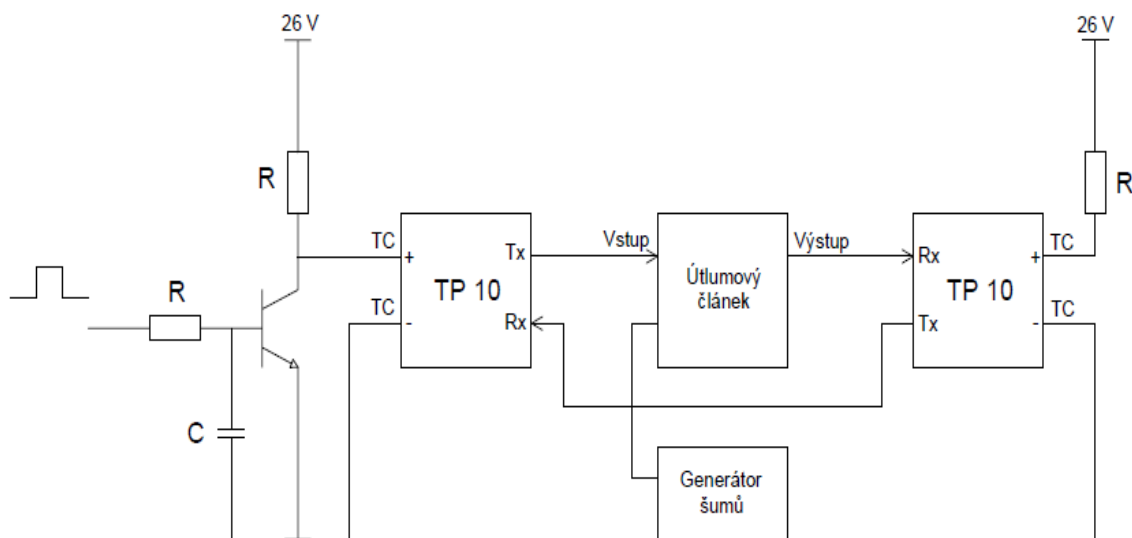 26 V
26 V
R
R
TC
+
Tx
Vstup
Výstup
Rx
+
TC
TP 10
Útlumový
článek
TP 10
R
TC
-
Rx
Tx
-
TC
C
Generátor
šumů